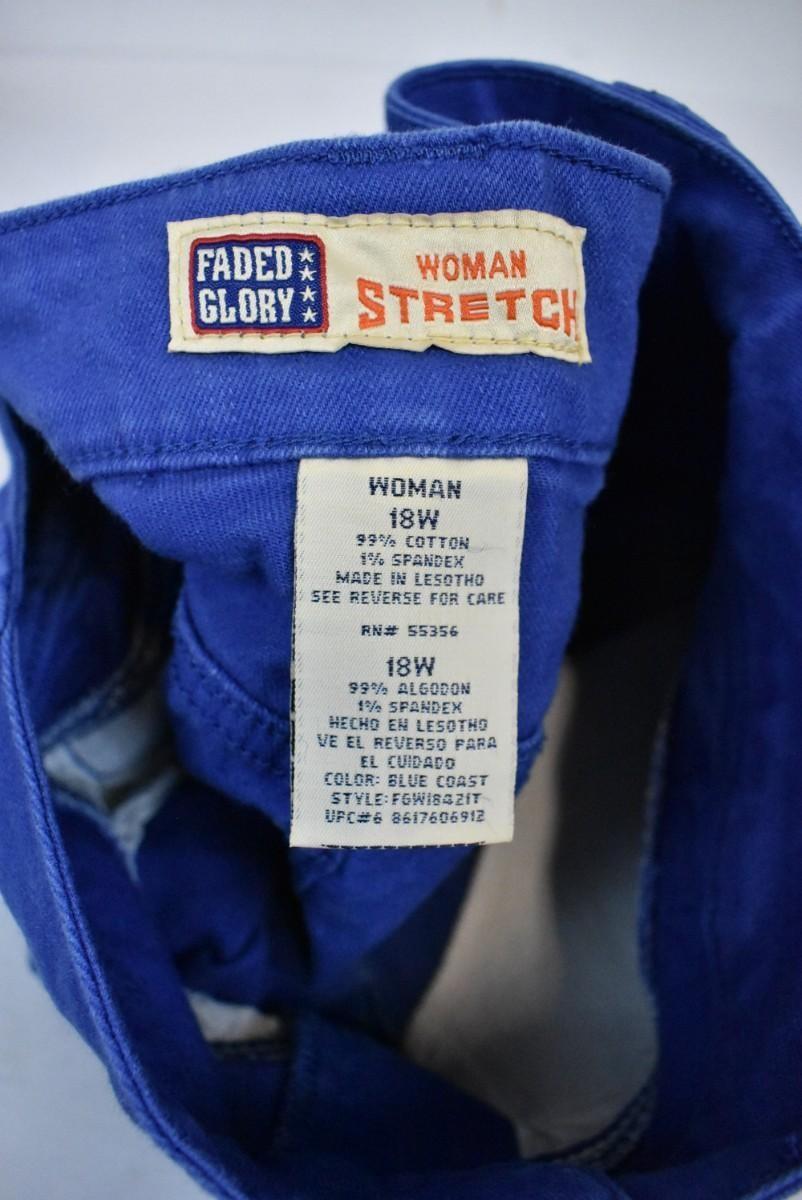 FADED
GLORY
WOMAN
STRETCH
WOMAN
18W
99% COTTON
1% SPANDEX
MADE IN LESOTHO
SEE REVERSE FOR CARE
RN# 55356
18W
99% ALGODON
1% SPANDEX
HECHO EN LESOTHO
VE EL REVERSO PARA
EL CUIDADO
COLOR: BLUE COAST
STYLE:FGW18421T
UPC#6 8617606912